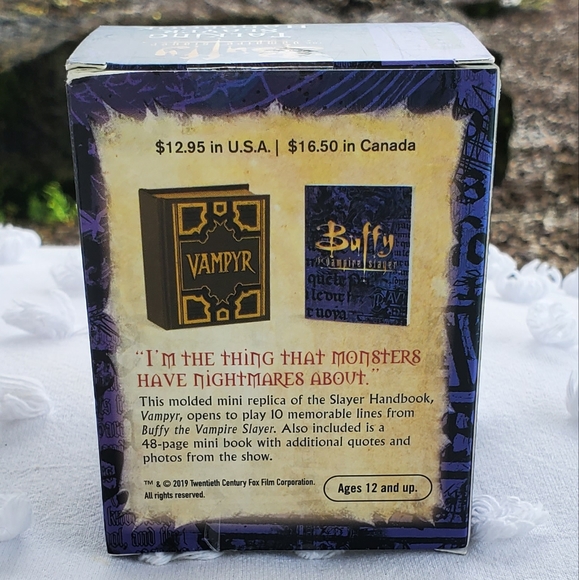 Buffy
$12.95 in U.S.A. | $16.50 in Canada
VAMPYR
Buffy
vampire slayer
"I'M THE THING THAT MONSTERS
HAVE NIGHTMARES ABOUT."
This molded mini replica of the Slayer Handbook,
Vampyr, opens to play 10 memorable lines from
Buffy the Vampire Slayer. Also included is a
48-page mini book with additional quotes and
photos from the show.
™ & © 2019 Twentieth Century Fox Film Corporation.
All rights reserved.
Ages 12 and up.